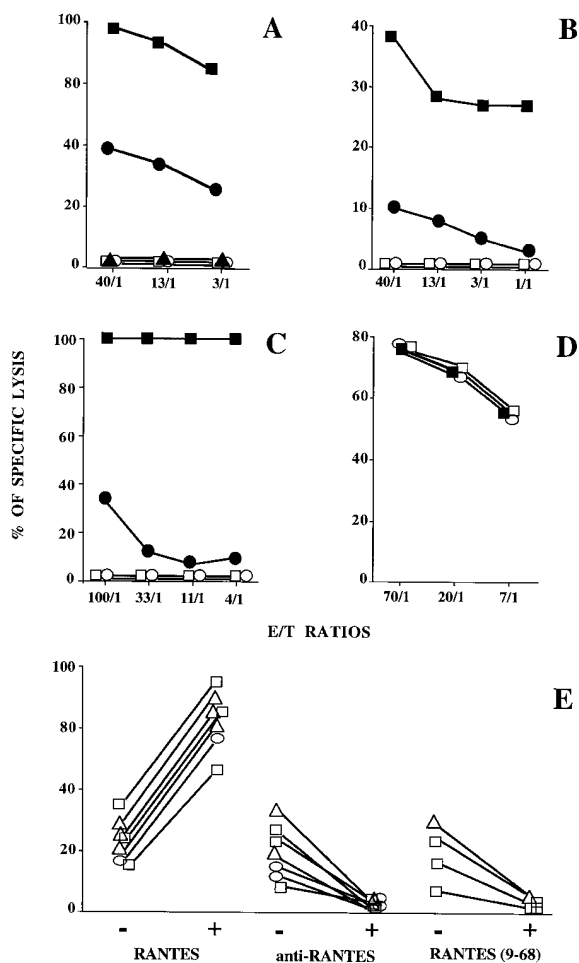 A
100
80
40
20
0
40/1 13/1 3/1
B
40
30
20
10
0
40/1 13/1 3/1 1/1
C
100
80
60
40
20
0
100/1 33/1 11/1 4/1
D
80
60
40
20
0
70/1 20/1 7/1
% OF SPECIFIC LYSIS
E/T RATIOS
E
100
80
40
20
0
- + - + - +
RANTES anti-RANTES RANTES (9-68)